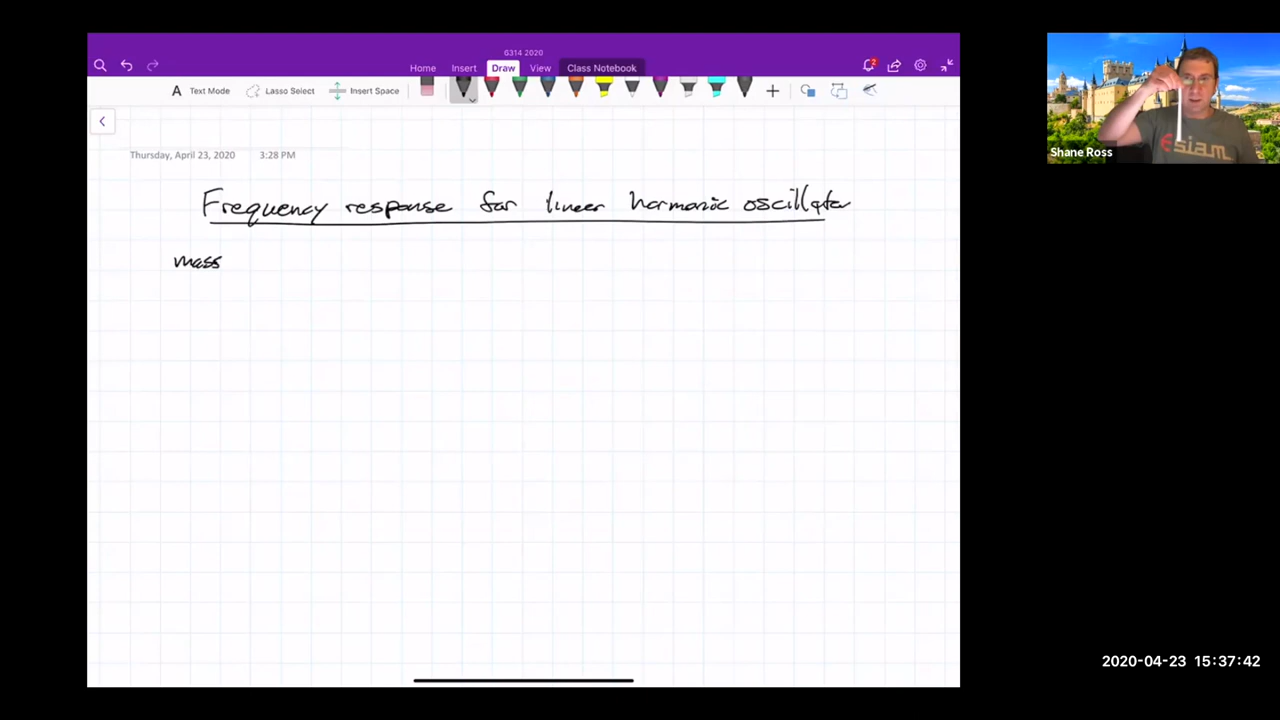 G314 2020
Home Insert Draw View Class Notebook
2
A Text Mode Lasso Select Insert Space
Thursday, April 23, 2020 3:28 PM
Frequency response for linear harmonic oscillator
mass
siam
Shane Ross
2020-04-23 15:37:42